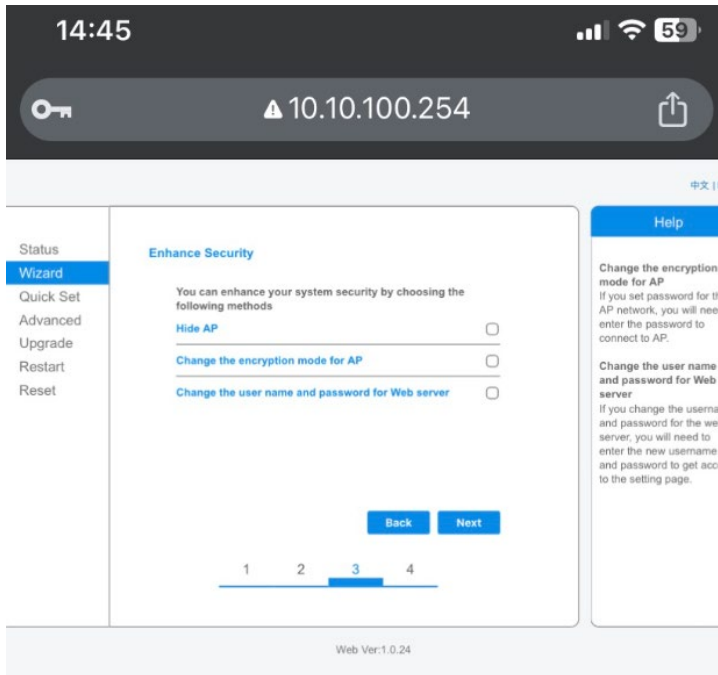 14:45
59
10.10.100.254
中文 |
Status
Wizard
Quick Set
Advanced
Upgrade
Restart
Reset
Enhance Security
You can enhance your system security by choosing the
following methods
Hide AP
Change the encryption mode for AP
Change the user name and password for Web server
Back Next
1 2 3 4
Help
Change the encryption
mode for AP
If you set password for
AP network, you will
enter the password to
connect to AP.
Change the user name
and password for Web
server
If you change the
and password for the
server, you will need to
enter the new username
and password to get
to the setting page.
Web Ver:1.0.24